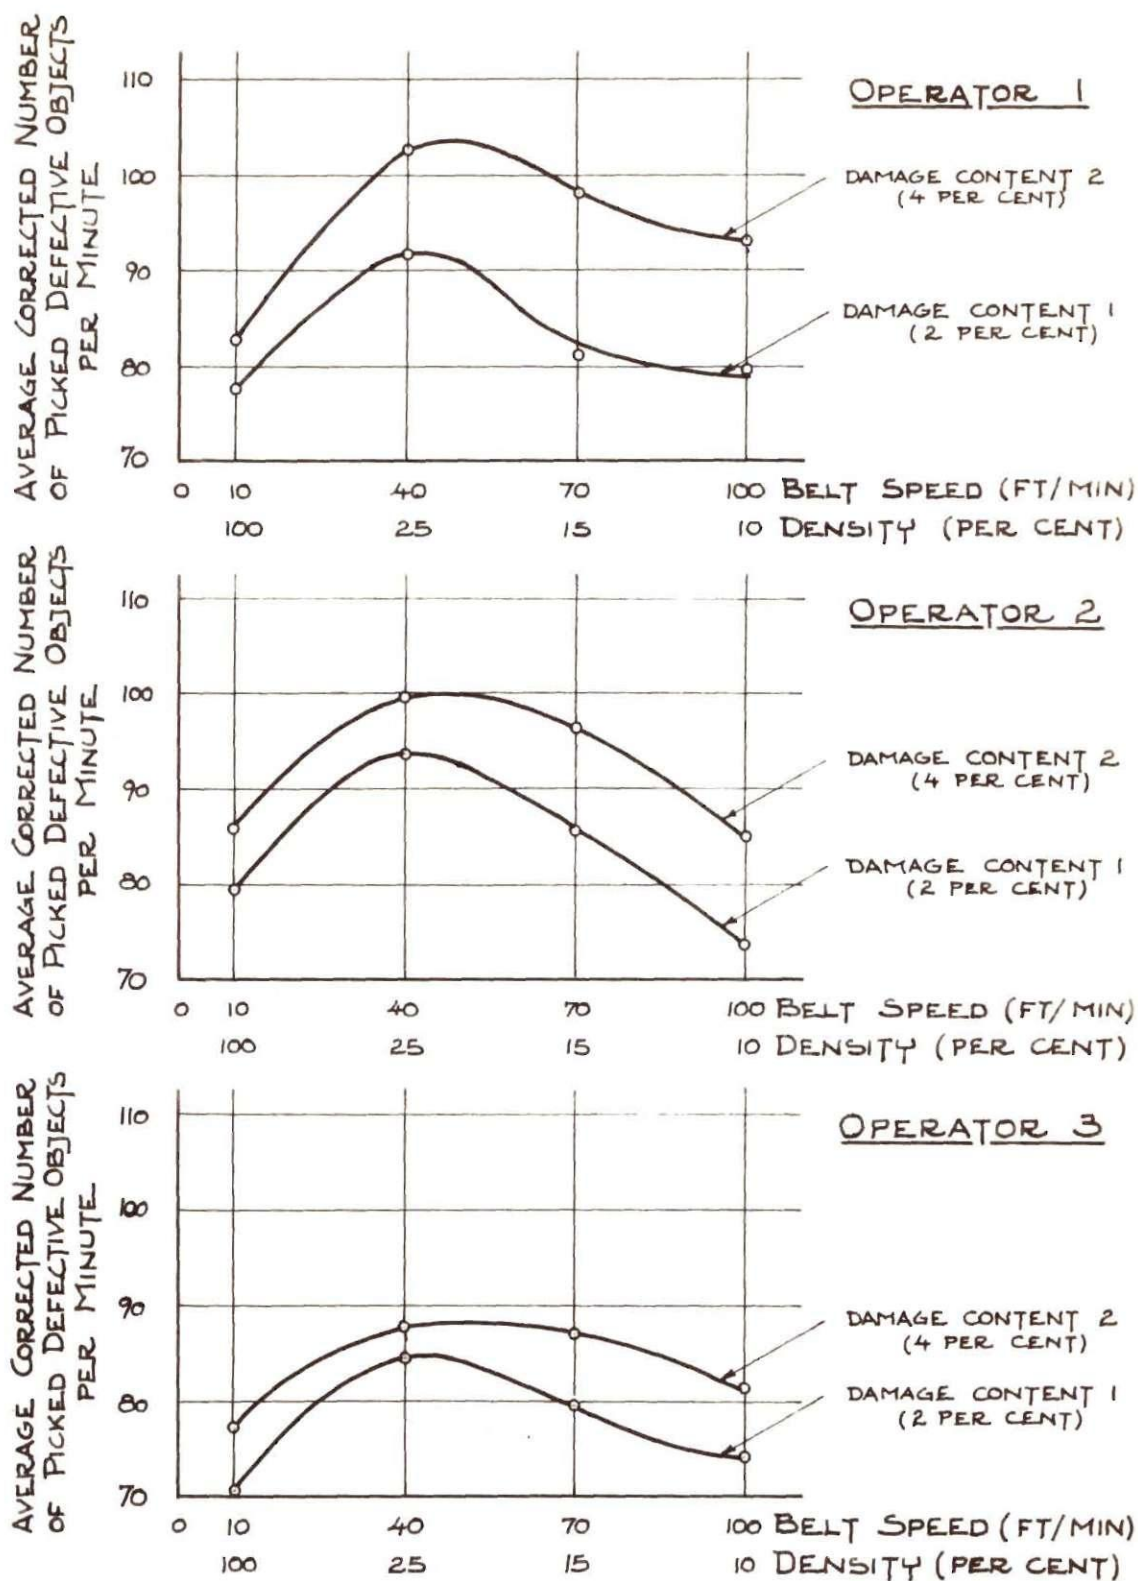 AVERAGE CORRECTED NUMBER
OF PICKED DEFECTIVE OBJECTS
PER MINUTE
110
100
90
80
70
OPERATOR 1
DAMAGE CONTENT 2
(4 PER CENT)
DAMAGE CONTENT 1
(2 PER CENT)
0 10 40 70 100 BELT SPEED (FT/MIN)
100 25 15 10 DENSITY (PER CENT)
AVERAGE CORRECTED NUMBER
OF PICKED DEFECTIVE OBJECTS
PER MINUTE
110
100
90
80
70
OPERATOR 2
DAMAGE CONTENT 2
(4 PER CENT)
DAMAGE CONTENT 1
(2 PER CENT)
0 10 40 70 100 BELT SPEED (FT/MIN)
100 25 15 10 DENSITY (PER CENT)
AVERAGE CORRECTED NUMBER
OF PICKED DEFECTIVE OBJECTS
PER MINUTE
110
100
90
80
70
OPERATOR 3
DAMAGE CONTENT 2
(4 PER CENT)
DAMAGE CONTENT 1
(2 PER CENT)
0 10 40 70 100 BELT SPEED (FT/MIN)
100 25 15 10 DENSITY (PER CENT)